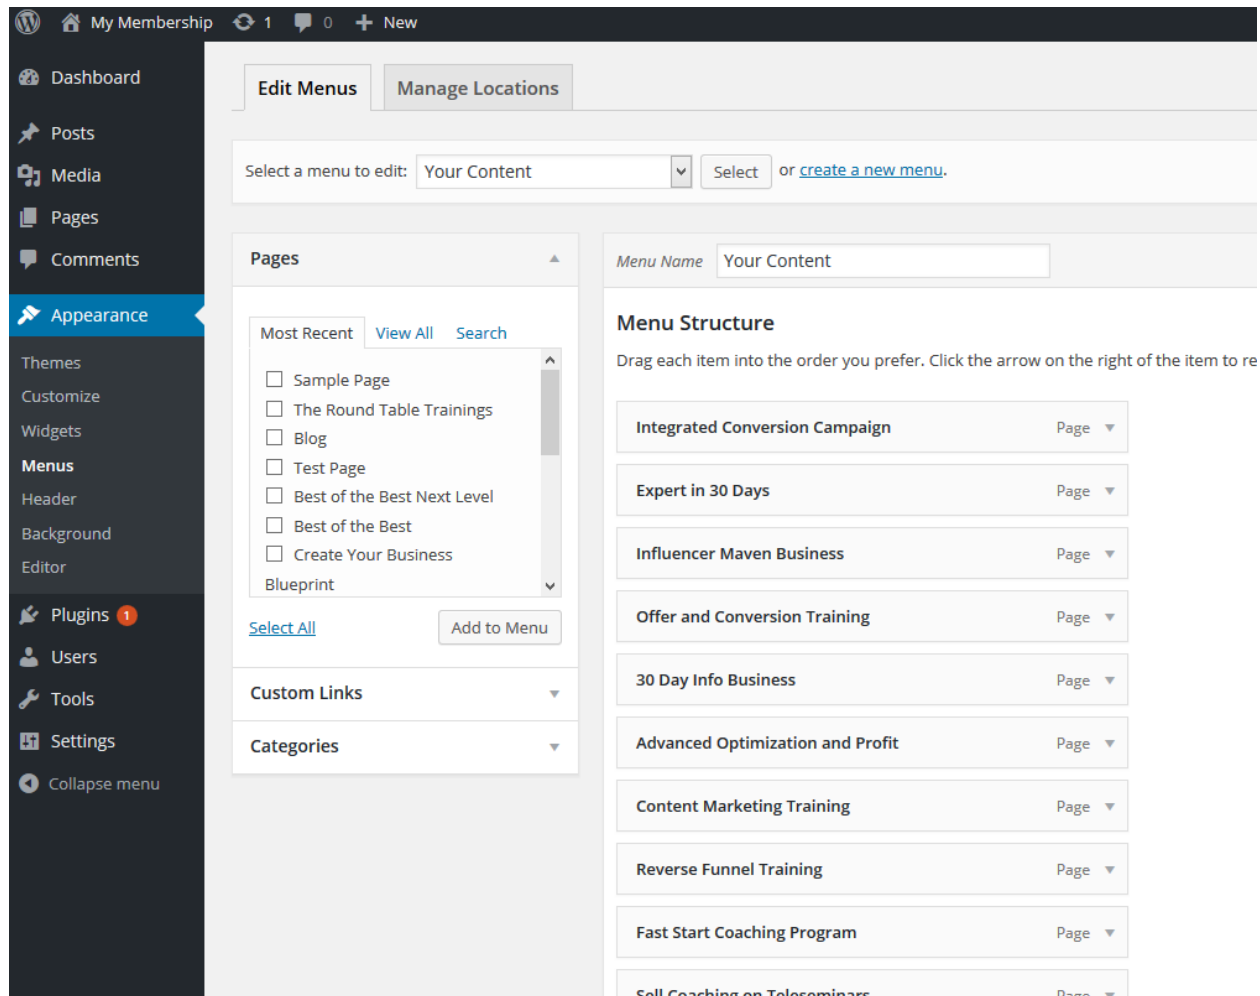 My Membership 1 0 New
Dashboard
Posts
Media
Pages
Comments
Appearance
Themes
Customize
Widgets
Menus
Header
Background
Editor
Plugins 1
Users
Tools
Settings
Collapse menu
Edit Menus Manage Locations
Select a menu to edit: Your Content Select or create a new menu.
Pages
Most Recent View All Search
Sample Page
The Round Table Trainings
Blog
Test Page
Best of the Best Next Level
Best of the Best
Create Your Business
Blueprint
Select All Add to Menu
Custom Links
Categories
Menu Name Your Content
Menu Structure
Drag each item into the order you prefer. Click the arrow on the right of the item to re
Integrated Conversion Campaign Page
Expert in 30 Days Page
Influencer Maven Business Page
Offer and Conversion Training Page
30 Day Info Business Page
Advanced Optimization and Profit Page
Content Marketing Training Page
Reverse Funnel Training Page
Fast Start Coaching Program Page
Sell Coaching on Teleseminars Page